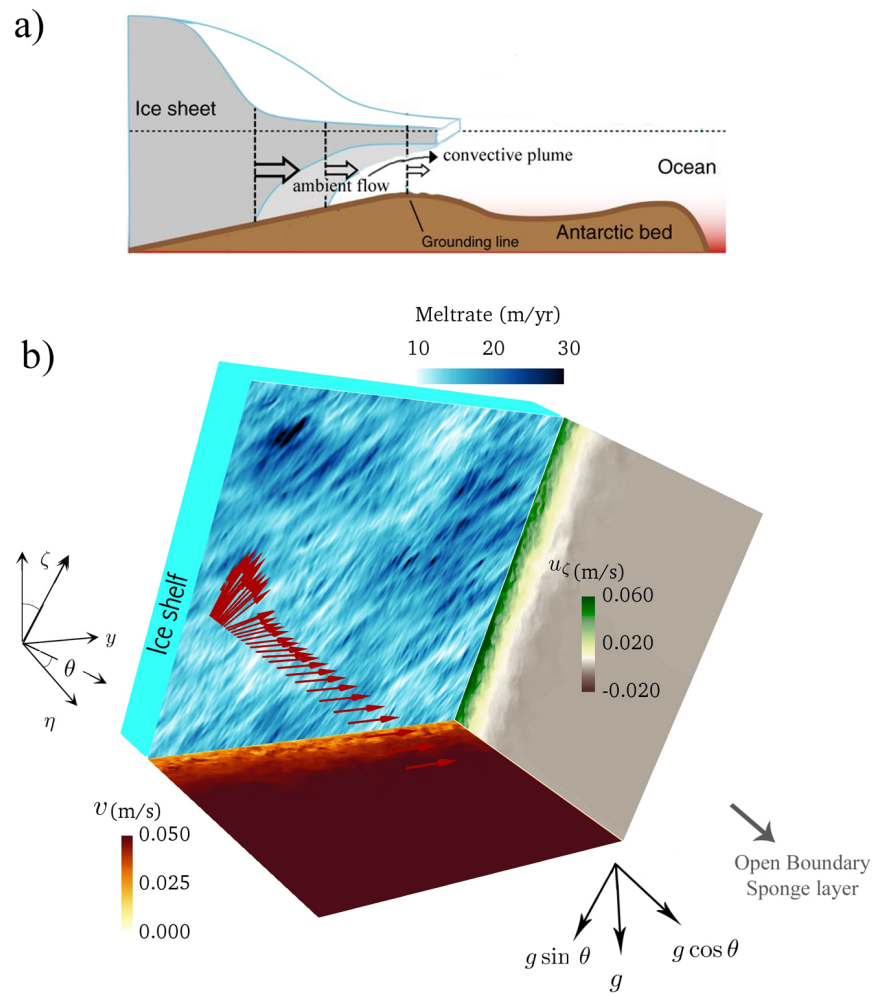 a)
Ice sheet
convective plume
ambient flow
Ocean
Grounding line
Antarctic bed
b)
Meltrate (m/yr)
10 20 30
Ice shelf
ζ
y
θ
η
u_ζ (m/s)
0.060
0.020
-0.020
v (m/s)
0.050
0.025
0.000
Open Boundary
Sponge layer
g sin θ
g
g cos θ